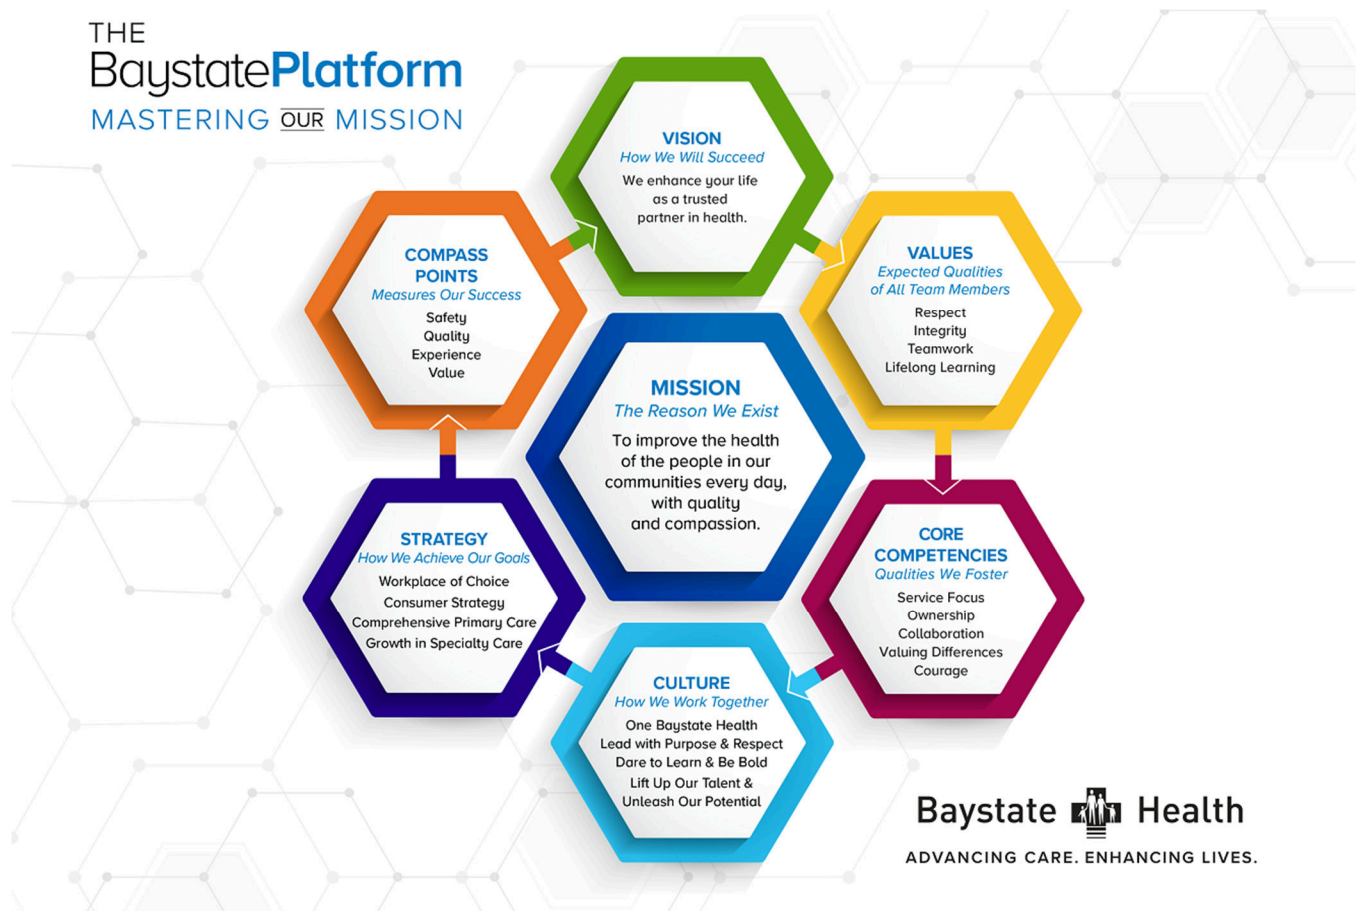 THE
BaystatePlatform
MASTERING OUR MISSION
VISION
How We Will Succeed
We enhance your life
as a trusted
partner in health.
VALUES
Expected Qualities
of All Team Members
Respect
Integrity
Teamwork
Lifelong Learning
CORE
COMPETENCIES
Qualities We Foster
Service Focus
Ownership
Collaboration
Valuing Differences
Courage
CULTURE
How We Work Together
One Baystate Health
Lead with Purpose & Respect
Dare to Learn & Be Bold
Lift Up Our Talent &
Unleash Our Potential
STRATEGY
How We Achieve Our Goals
Workplace of Choice
Consumer Strategy
Comprehensive Primary Care
Growth in Specialty Care
COMPASS
POINTS
Measures Our Success
Safety
Quality
Experience
Value
MISSION
The Reason We Exist
To improve the health
of the people in our
communities every day,
with quality
and compassion.
Baystate Health
ADVANCING CARE. ENHANCING LIVES.